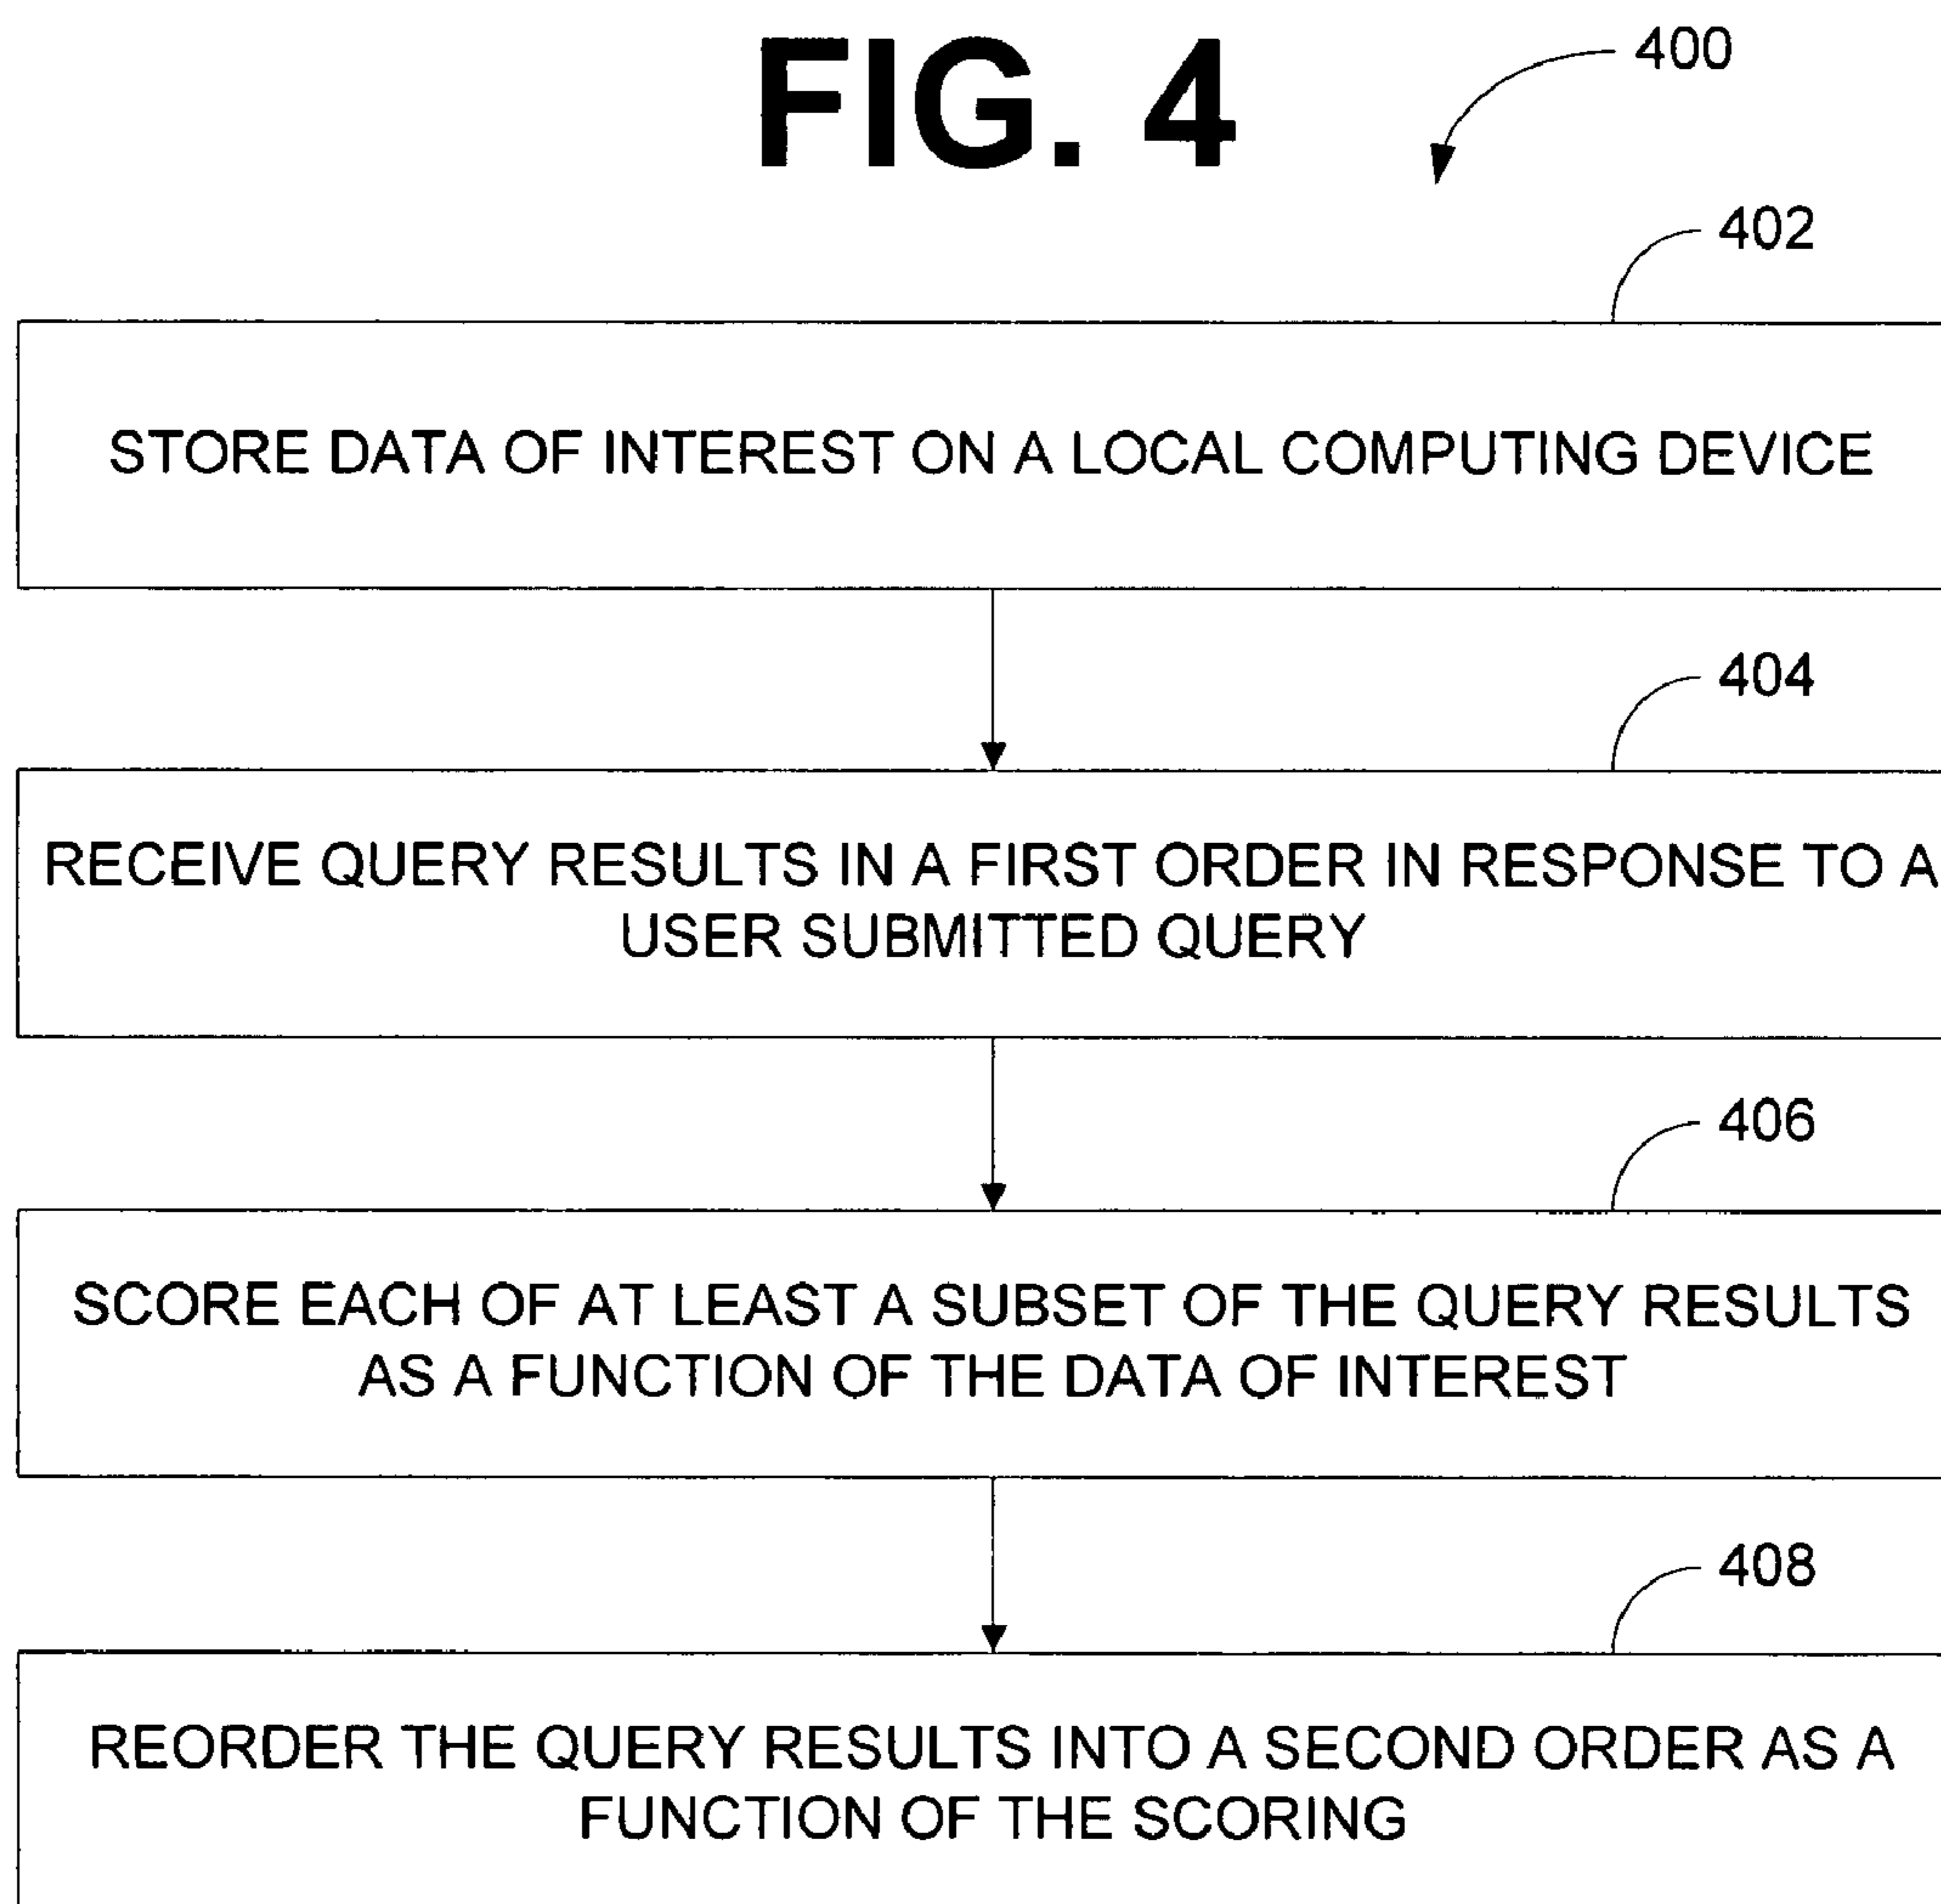 FIG. 4
400
402
STORE DATA OF INTEREST ON A LOCAL COMPUTING DEVICE
404
RECEIVE QUERY RESULTS IN A FIRST ORDER IN RESPONSE TO A
USER SUBMITTED QUERY
406
SCORE EACH OF AT LEAST A SUBSET OF THE QUERY RESULTS
AS A FUNCTION OF THE DATA OF INTEREST
408
REORDER THE QUERY RESULTS INTO A SECOND ORDER AS A
FUNCTION OF THE SCORING